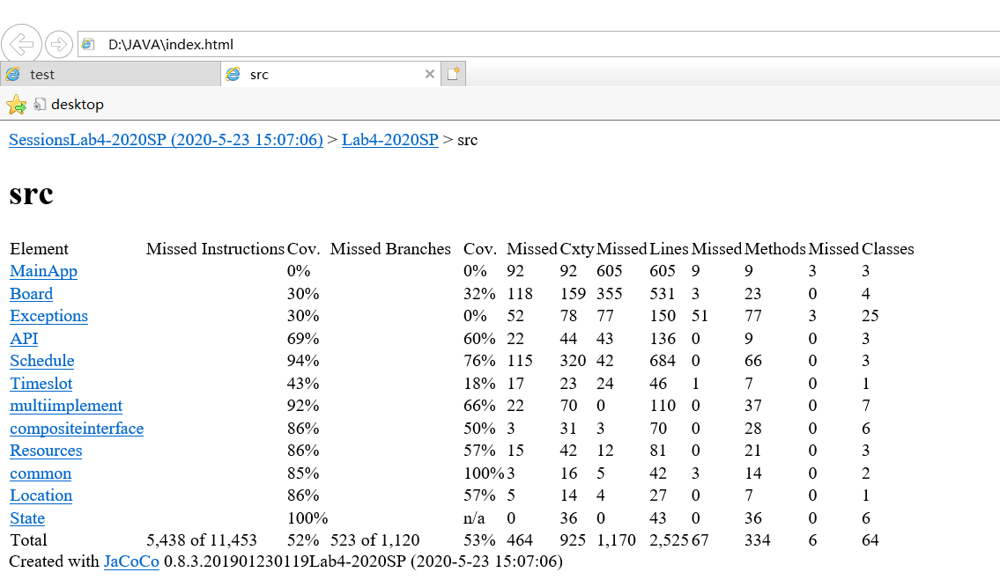 D:\JAVA\index.html
test
src
desktop
SessionsLab4-2020SP (2020-5-23 15:07:06) > Lab4-2020SP > src
src
Element Missed Instructions Cov. Missed Branches Cov. Missed Cxty Missed Lines Missed Methods Missed Classes
MainApp 0% 0% 92 92 605 605 9 9 3 3
Board 30% 32% 118 159 355 531 3 23 0 4
Exceptions 30% 0% 52 78 77 150 51 77 3 25
API 69% 60% 22 44 43 136 0 9 0 3
Schedule 94% 76% 115 320 42 684 0 66 0 3
Timeslot 43% 18% 17 23 24 46 1 7 0 1
multiimplement 92% 66% 22 70 0 110 0 37 0 7
compositeinterface 86% 50% 3 31 3 70 0 28 0 6
Resources 86% 57% 15 42 12 81 0 21 0 3
common 85% 100% 3 16 5 42 3 14 0 2
Location 86% 57% 5 14 4 27 0 7 0 1
State 100% n/a 0 36 0 43 0 36 0 6
Total 5,438 of 11,453 52% 523 of 1,120 53% 464 925 1,170 2,525 67 334 6 64
Created with JaCoCo 0.8.3.201901230119Lab4-2020SP (2020-5-23 15:07:06)